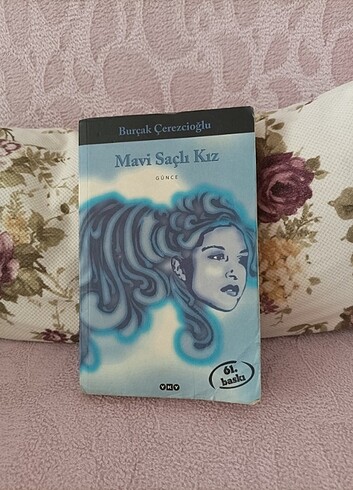 Burçak Çerezcioğlu
Mavi Saçlı Kız
GÜNCE
61.
baskı
YKY